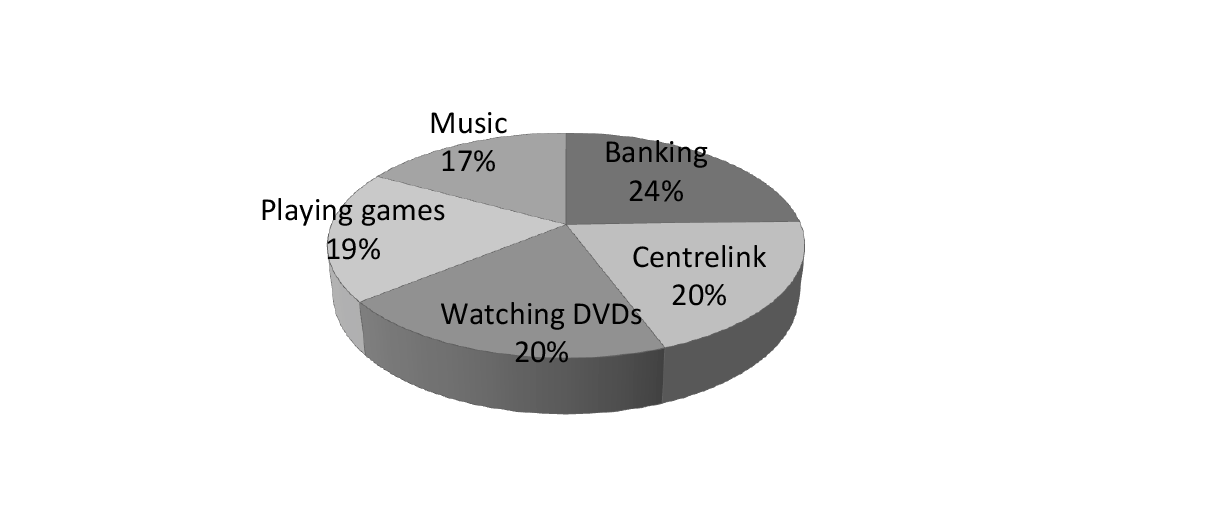 Music
17%
Banking
24%
Playing games
19%
Centrelink
20%
Watching DVDs
20%